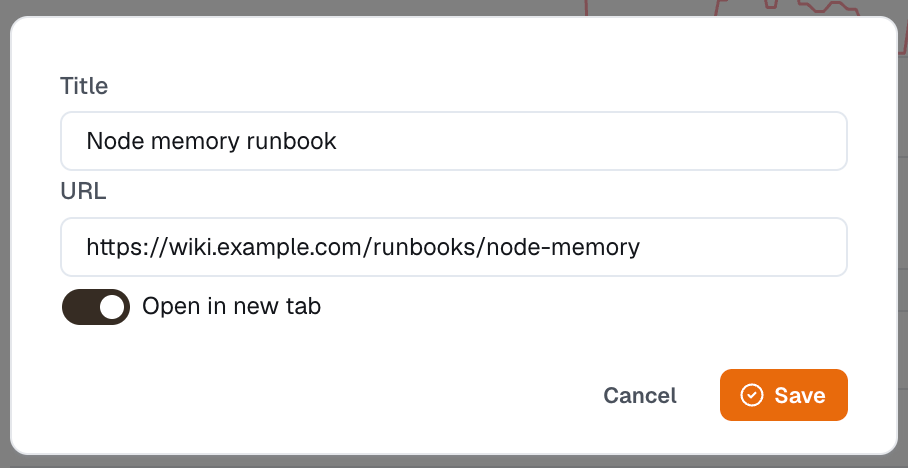 Title
Node memory runbook
URL
https://wiki.example.com/runbooks/node-memory
Open in new tab
Cancel
Save